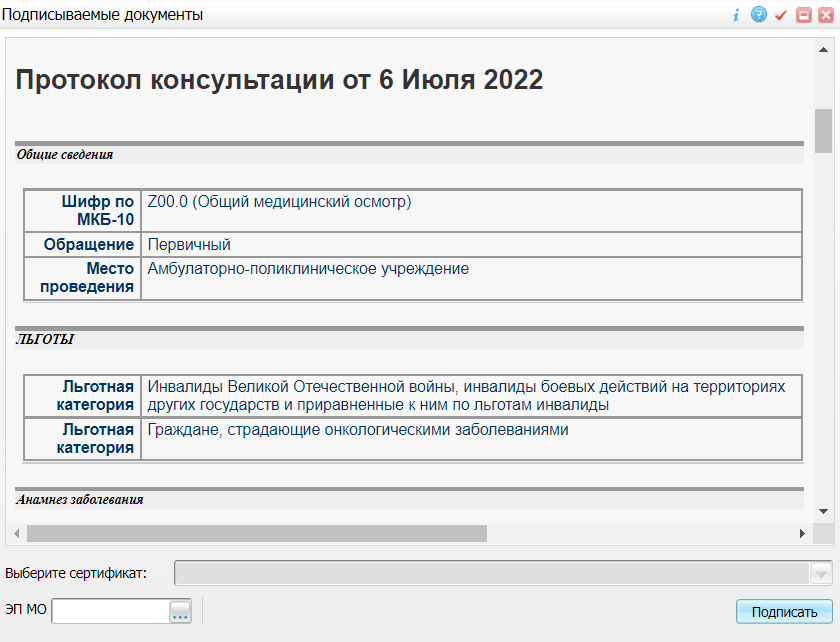 Подписываемые документы
Протокол консультации от 6 Июля 2022
Общие сведения
Шифр по МКБ-10
Z00.0 (Общий медицинский осмотр)
Обращение
Первичный
Место проведения
Амбулаторно-поликлиническое учреждение
ЛЬГОТЫ
Льготная категория
Инвалиды Великой Отечественной войны, инвалиды боевых действий на территориях
других государств и приравненные к ним по льготам инвалиды
Льготная категория
Граждане, страдающие онкологическими заболеваниями
Анамнез заболевания
Выберите сертификат:
ЭП МО
...
Подписать